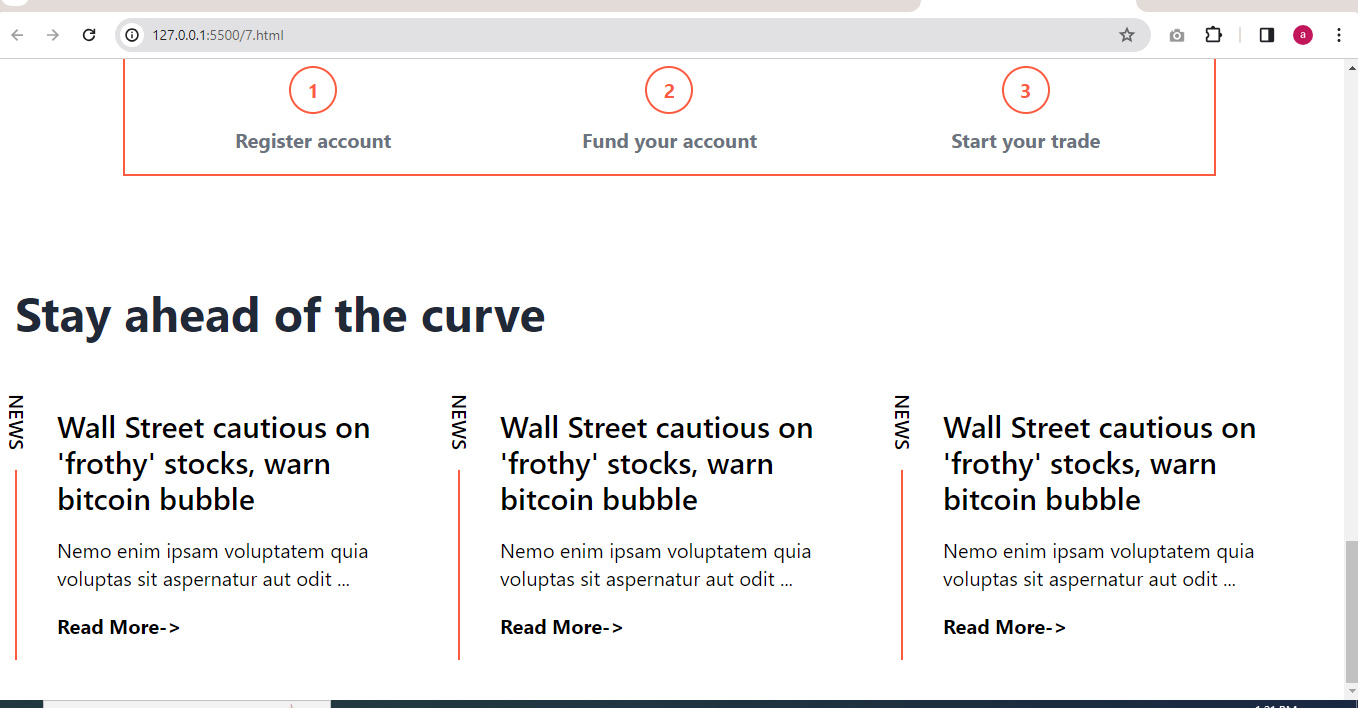 127.0.0.1:5500/7.html
a
1
2
3
Register account
Fund your account
Start your trade
Stay ahead of the curve
NEWS
Wall Street cautious on
'frothy' stocks, warn
bitcoin bubble
Nemo enim ipsam voluptatem quia
voluptas sit aspernatur aut odit ...
Read More->
NEWS
Wall Street cautious on
'frothy' stocks, warn
bitcoin bubble
Nemo enim ipsam voluptatem quia
voluptas sit aspernatur aut odit ...
Read More->
NEWS
Wall Street cautious on
'frothy' stocks, warn
bitcoin bubble
Nemo enim ipsam voluptatem quia
voluptas sit aspernatur aut odit ...
Read More->